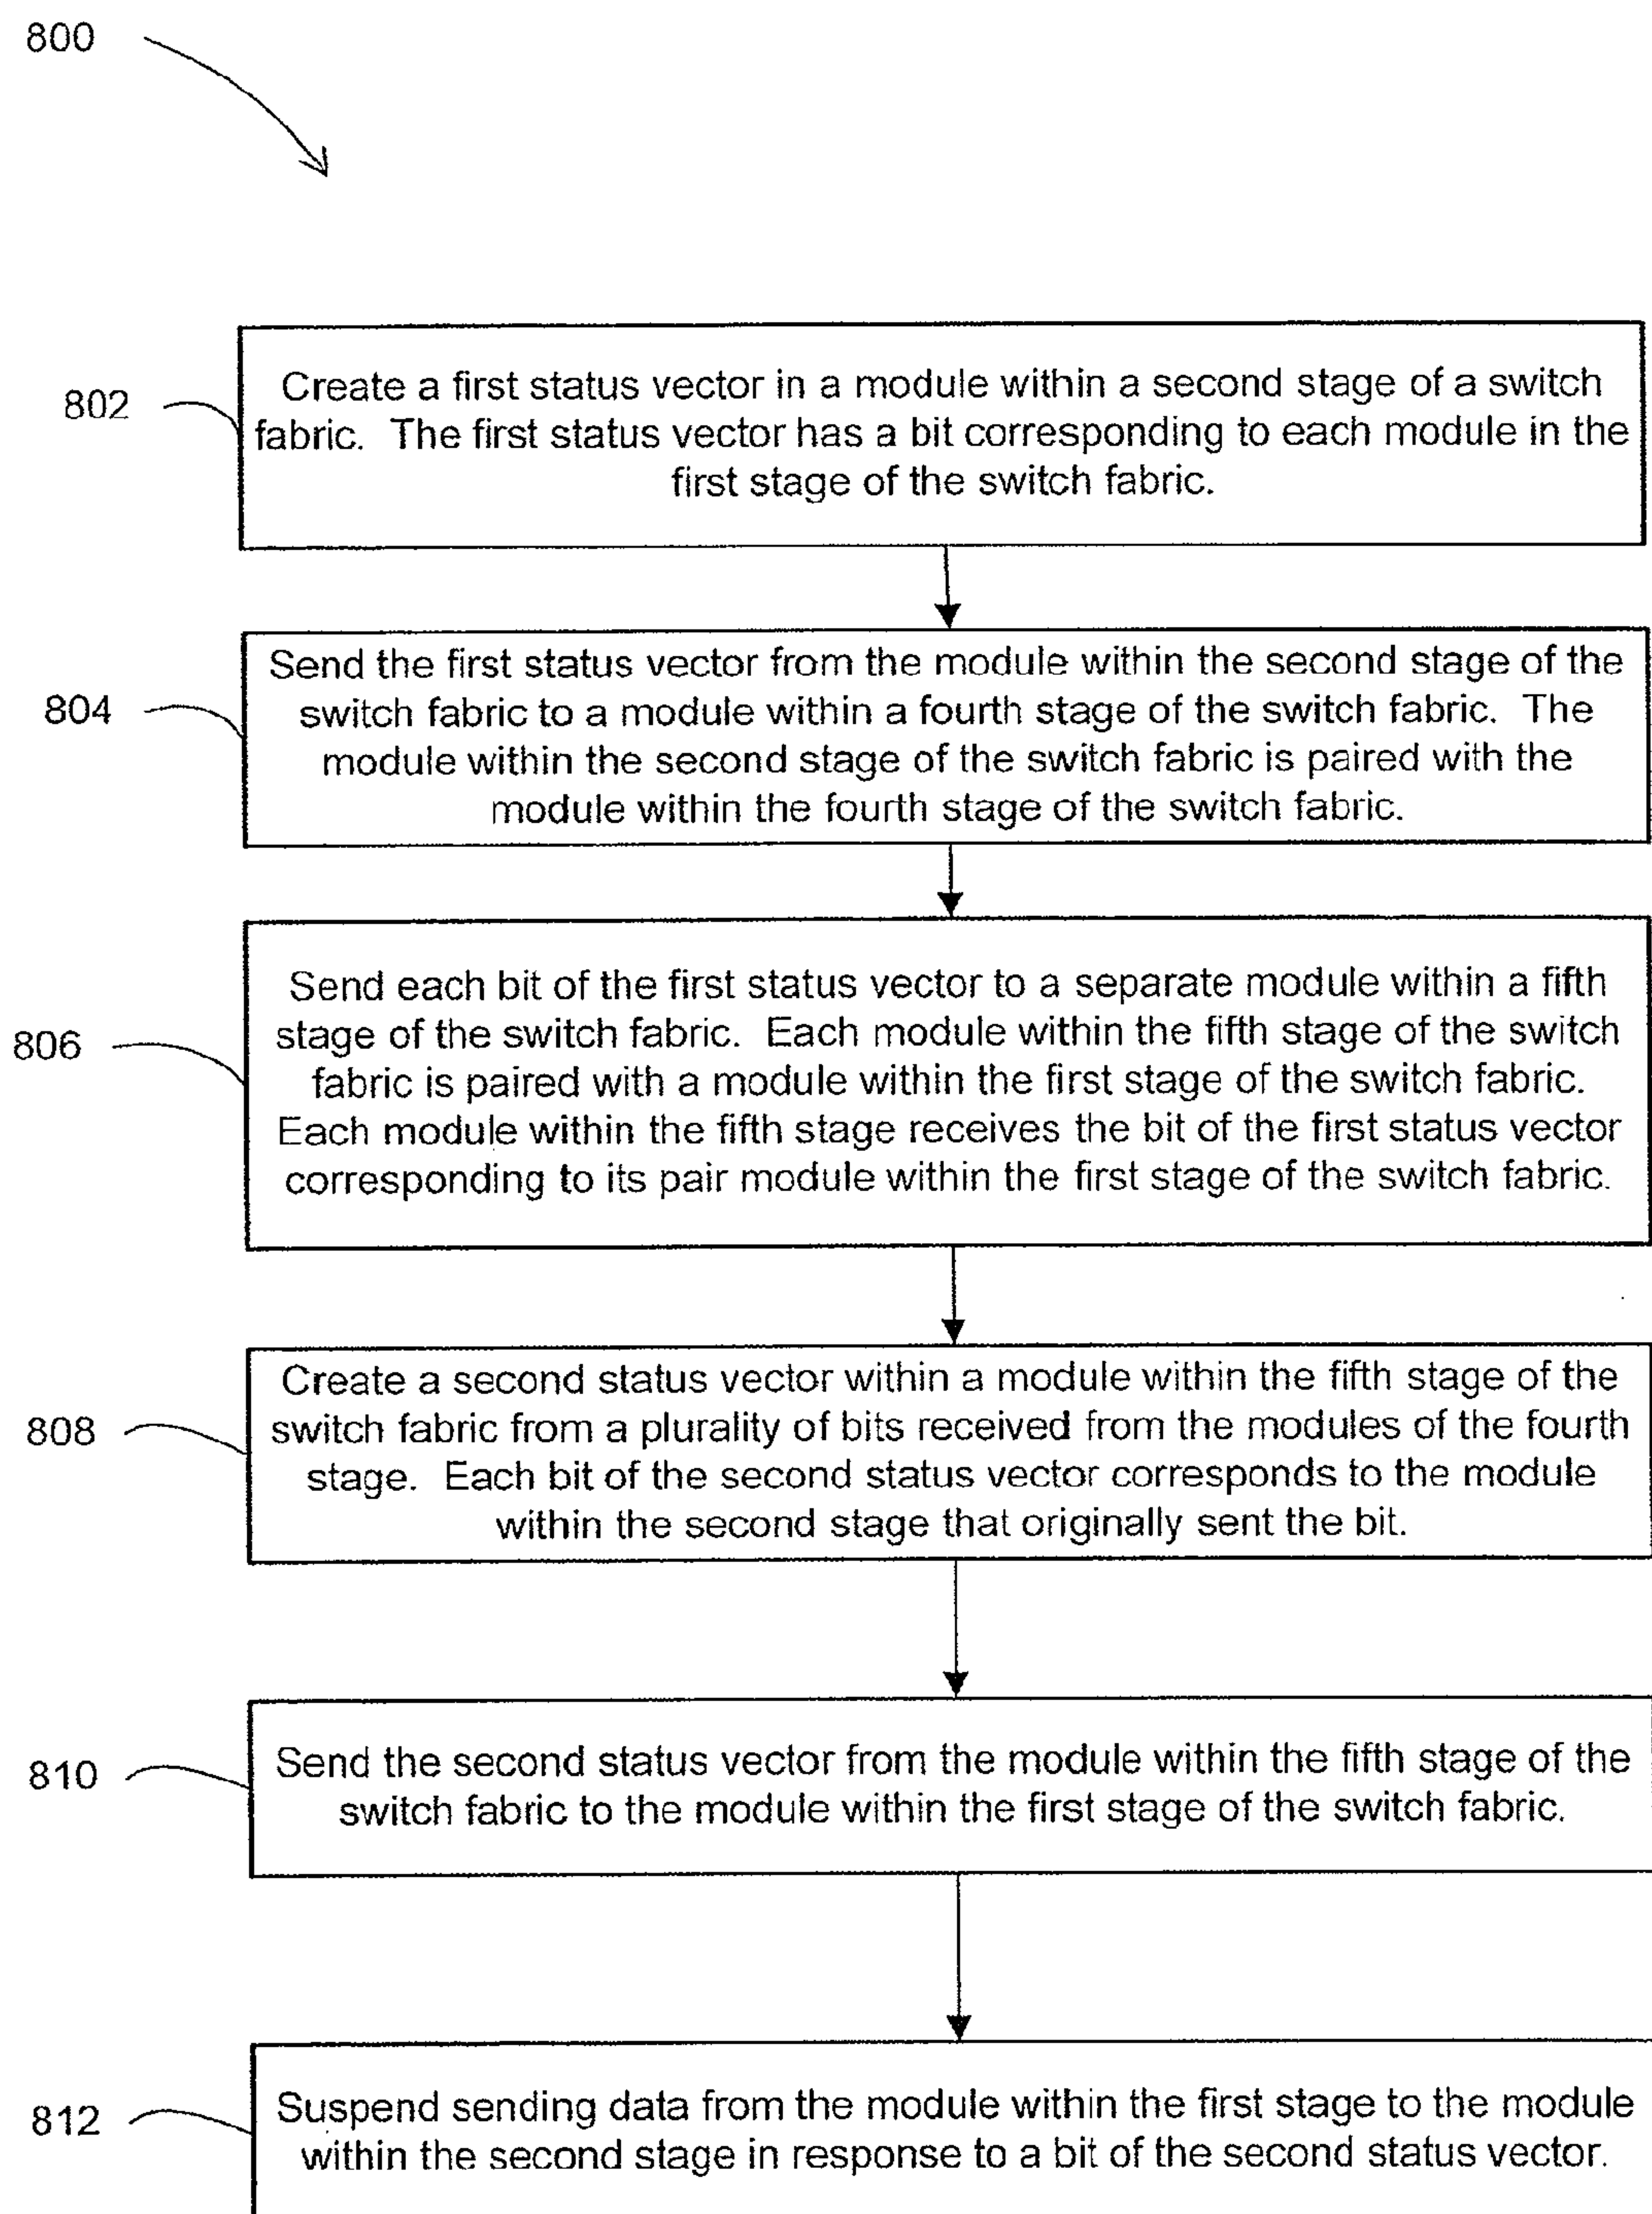 800
802
Create a first status vector in a module within a second stage of a switch
fabric. The first status vector has a bit corresponding to each module in the
first stage of the switch fabric.
804
Send the first status vector from the module within the second stage of the
switch fabric to a module within a fourth stage of the switch fabric. The
module within the second stage of the switch fabric is paired with the
module within the fourth stage of the switch fabric.
806
Send each bit of the first status vector to a separate module within a fifth
stage of the switch fabric. Each module within the fifth stage of the switch
fabric is paired with a module within the first stage of the switch fabric.
Each module within the fifth stage receives the bit of the first status vector
corresponding to its pair module within the first stage of the switch fabric.
808
Create a second status vector within a module within the fifth stage of the
switch fabric from a plurality of bits received from the modules of the fourth
stage. Each bit of the second status vector corresponds to the module
within the second stage that originally sent the bit.
810
Send the second status vector from the module within the fifth stage of the
switch fabric to the module within the first stage of the switch fabric.
812
Suspend sending data from the module within the first stage to the module
within the second stage in response to a bit of the second status vector.